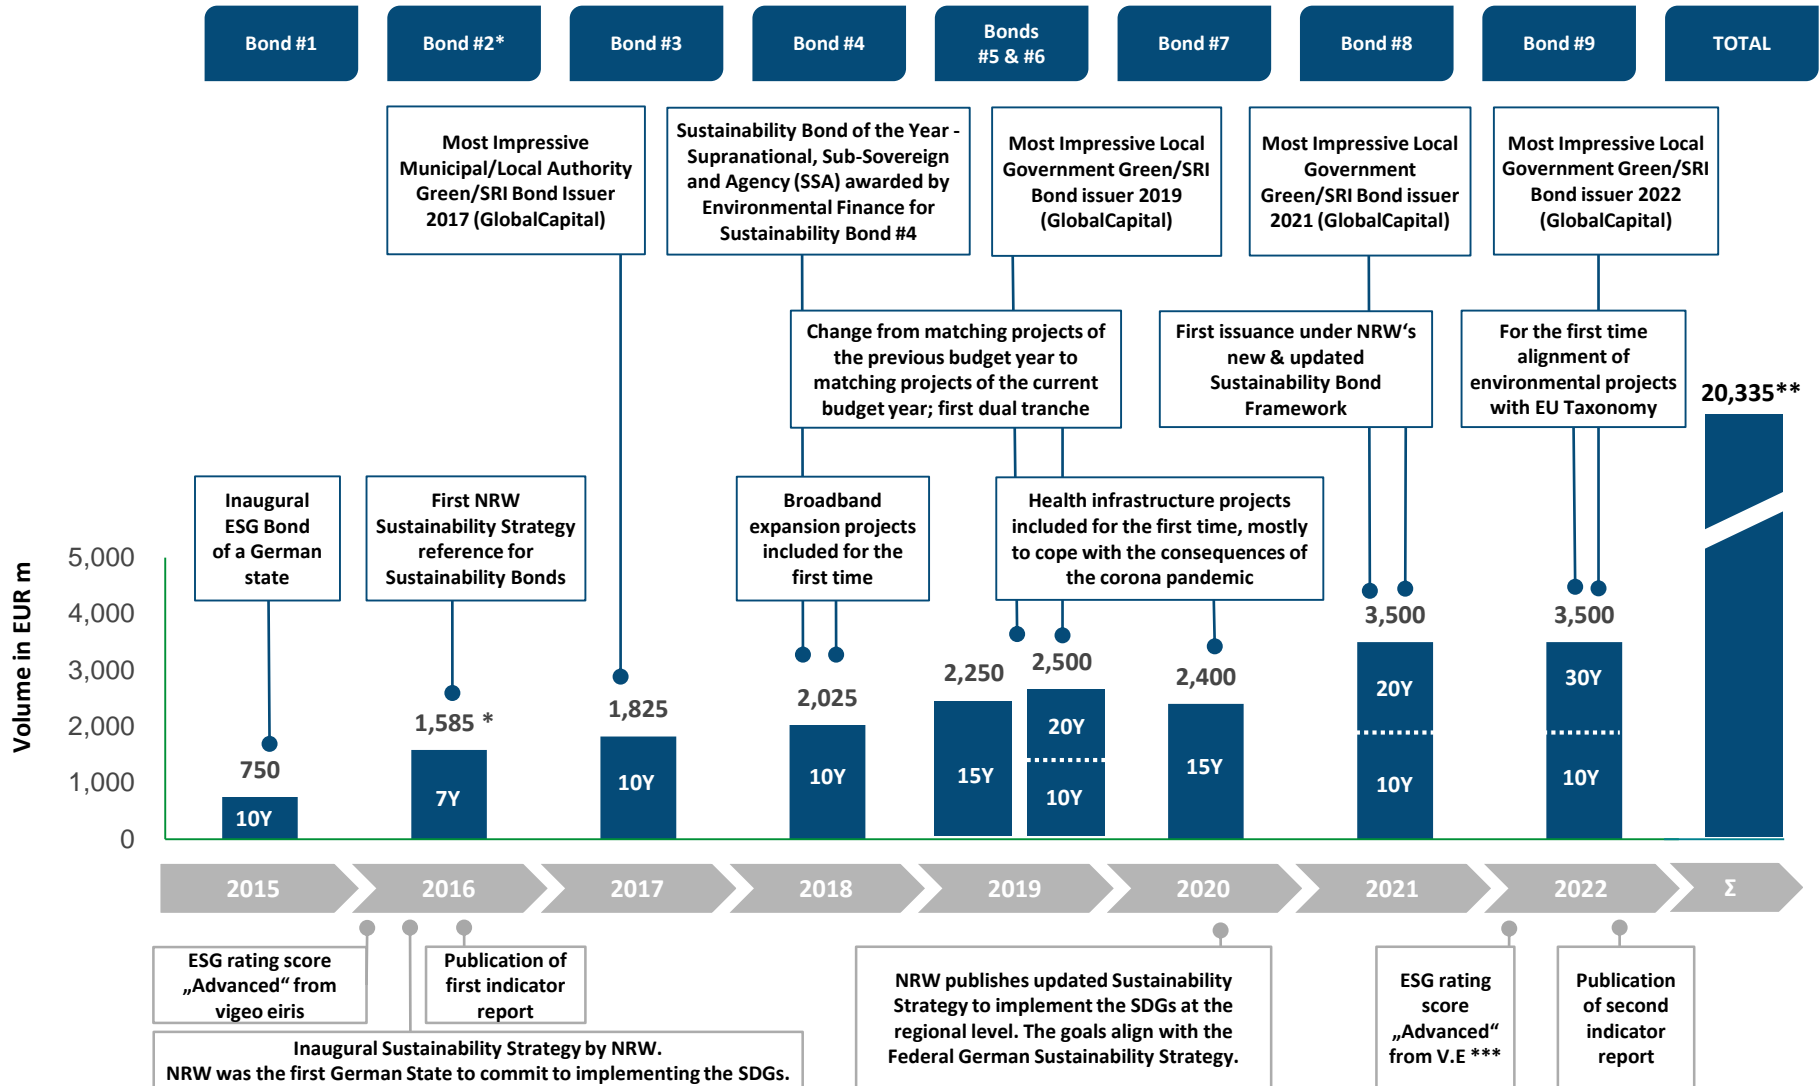 Bond #1
Bond #2*
Bond #3
Bond #4
Bonds
#5 & #6
Bond #7
Bond #8
Bond #9
TOTAL
Most Impressive
Municipal/Local Authority
Green/SRI Bond Issuer
2017 (GlobalCapital)
Sustainability Bond of the Year -
Supranational, Sub-Sovereign
and Agency (SSA) awarded by
Environmental Finance for
Sustainability Bond #4
Most Impressive Local
Government Green/SRI
Bond issuer 2019
(GlobalCapital)
Most Impressive Local
Government
Green/SRI Bond issuer
2021 (GlobalCapital)
Most Impressive Local
Government Green/SRI
Bond issuer 2022
(GlobalCapital)
Change from matching projects of
the previous budget year to
matching projects of the current
budget year; first dual tranche
First issuance under NRW‘s
new & updated
Sustainability Bond
Framework
For the first time
alignment of
environmental projects
with EU Taxonomy
20,335**
Inaugural
ESG Bond
of a German
state
First NRW
Sustainability Strategy
reference for
Sustainability Bonds
Broadband
expansion projects
included for the
first time
Health infrastructure projects
included for the first time, mostly
to cope with the consequences of
the corona pandemic
Volume in EUR m
5,000
4,000
3,000
2,000
1,000
0
750
10Y
1,585 *
7Y
1,825
10Y
2,025
10Y
2,250
15Y
2,500
20Y
10Y
2,400
15Y
3,500
20Y
10Y
3,500
30Y
10Y
2015
2016
2017
2018
2019
2020
2021
2022
Σ
ESG rating score
„Advanced“ from
vigeo eiris
Publication of
first indicator
report
Inaugural Sustainability Strategy by NRW.
NRW was the first German State to commit to implementing the SDGs.
NRW publishes updated Sustainability
Strategy to implement the SDGs at the
regional level. The goals align with the
Federal German Sustainability Strategy.
ESG rating
score
„Advanced“
from V.E ***
Publication
of second
indicator
report